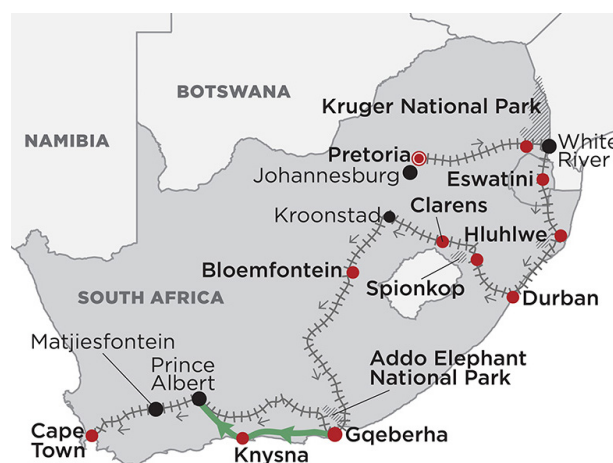 BOTSWANA
NAMIBIA
Kruger National Park
White
River
Pretoria
Johannesburg
Eswatini
Clarens
Kroonstad
Hluhlwe
Bloemfontein
Spionkop
Durban
SOUTH AFRICA
Matjiesfontein
Prince
Albert
Addo Elephant
National Park
Cape
Town
Knysna
Gqeberha